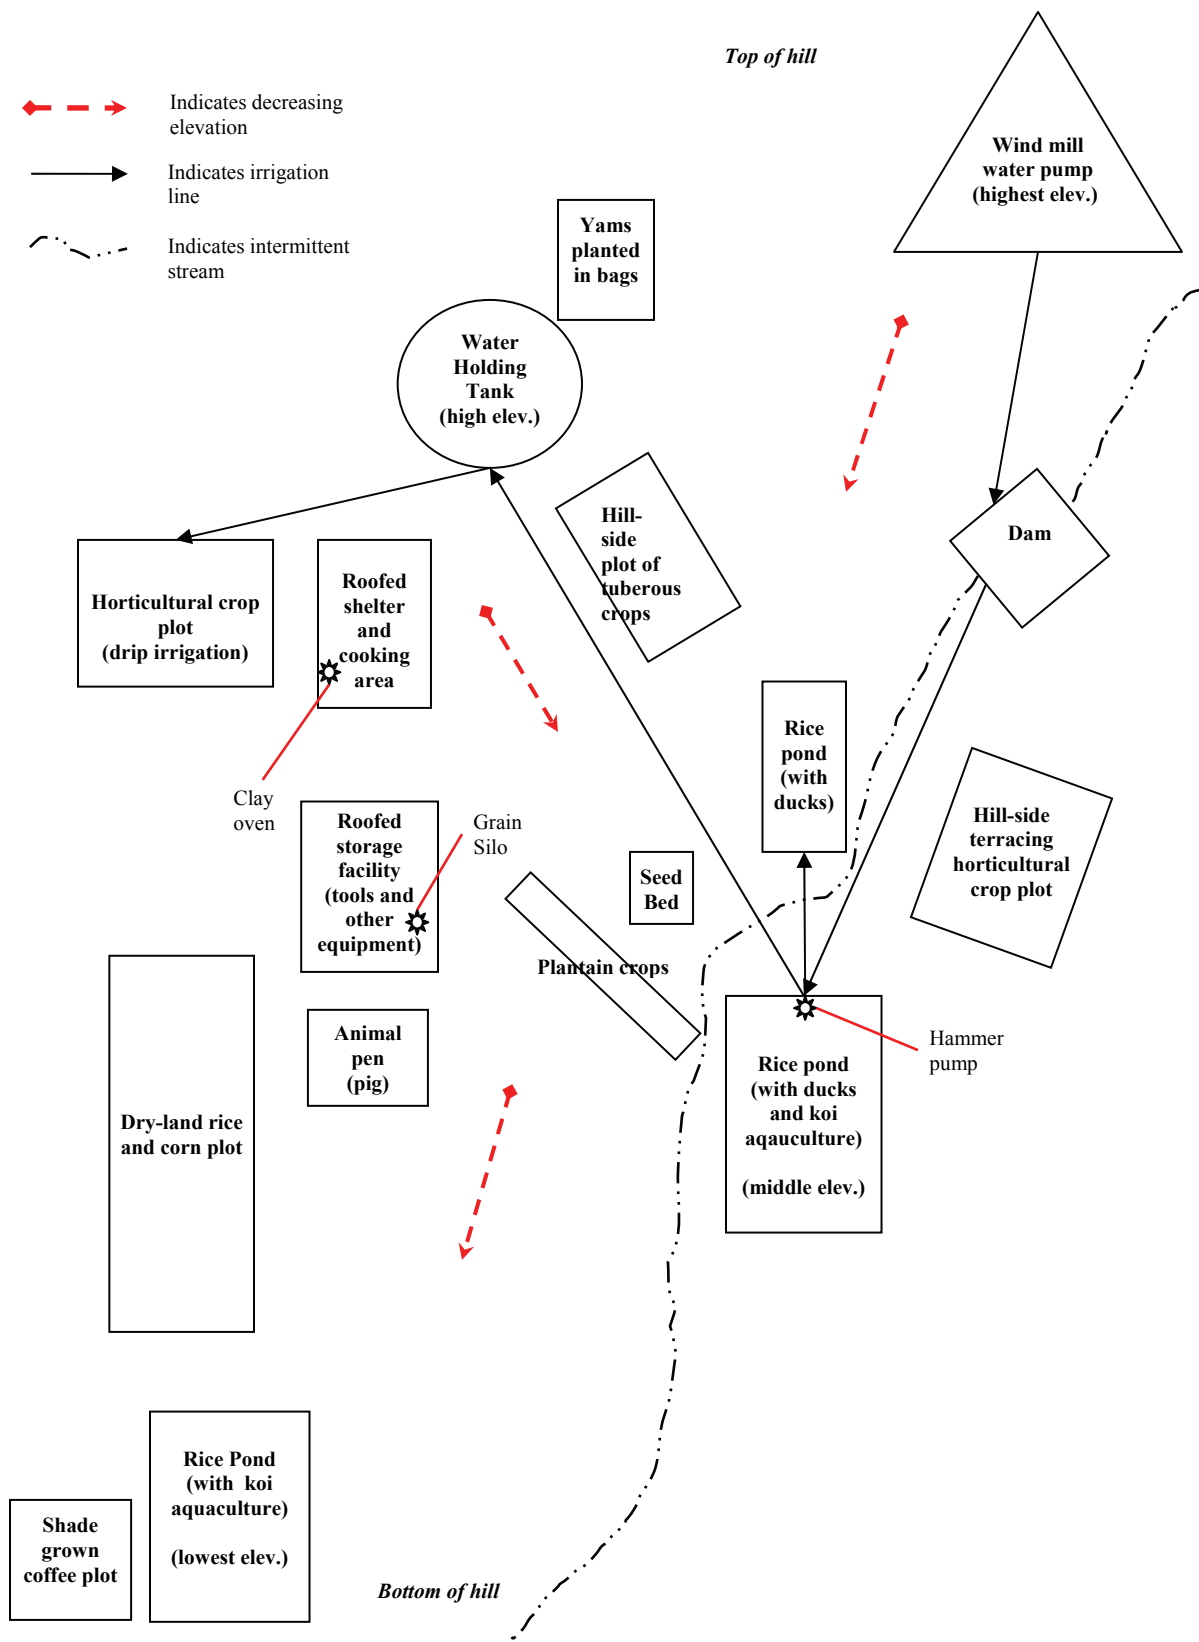 Top of hill
Indicates decreasing
elevation
Indicates irrigation
line
Indicates intermittent
stream
Wind mill
water pump
(highest elev.)
Yams
planted
in bags
Water
Holding
Tank
(high elev.)
Hill-
side
plot of
tuberous
crops
Dam
Horticultural crop
plot
(drip irrigation)
Roofed
shelter
and
cooking
area
Clay
oven
Rice
pond
(with
ducks)
Hill-side
terracing
horticultural
crop plot
Roofed
storage
facility
(tools and
other
equipment)
Grain
Silo
Seed
Bed
Plantain crops
Animal
pen
(pig)
Hammer
pump
Rice pond
(with ducks
and koi
aqauculture)
(middle elev.)
Dry-land rice
and corn plot
Rice Pond
(with koi
aquaculture)
(lowest elev.)
Shade
grown
coffee plot
Bottom of hill